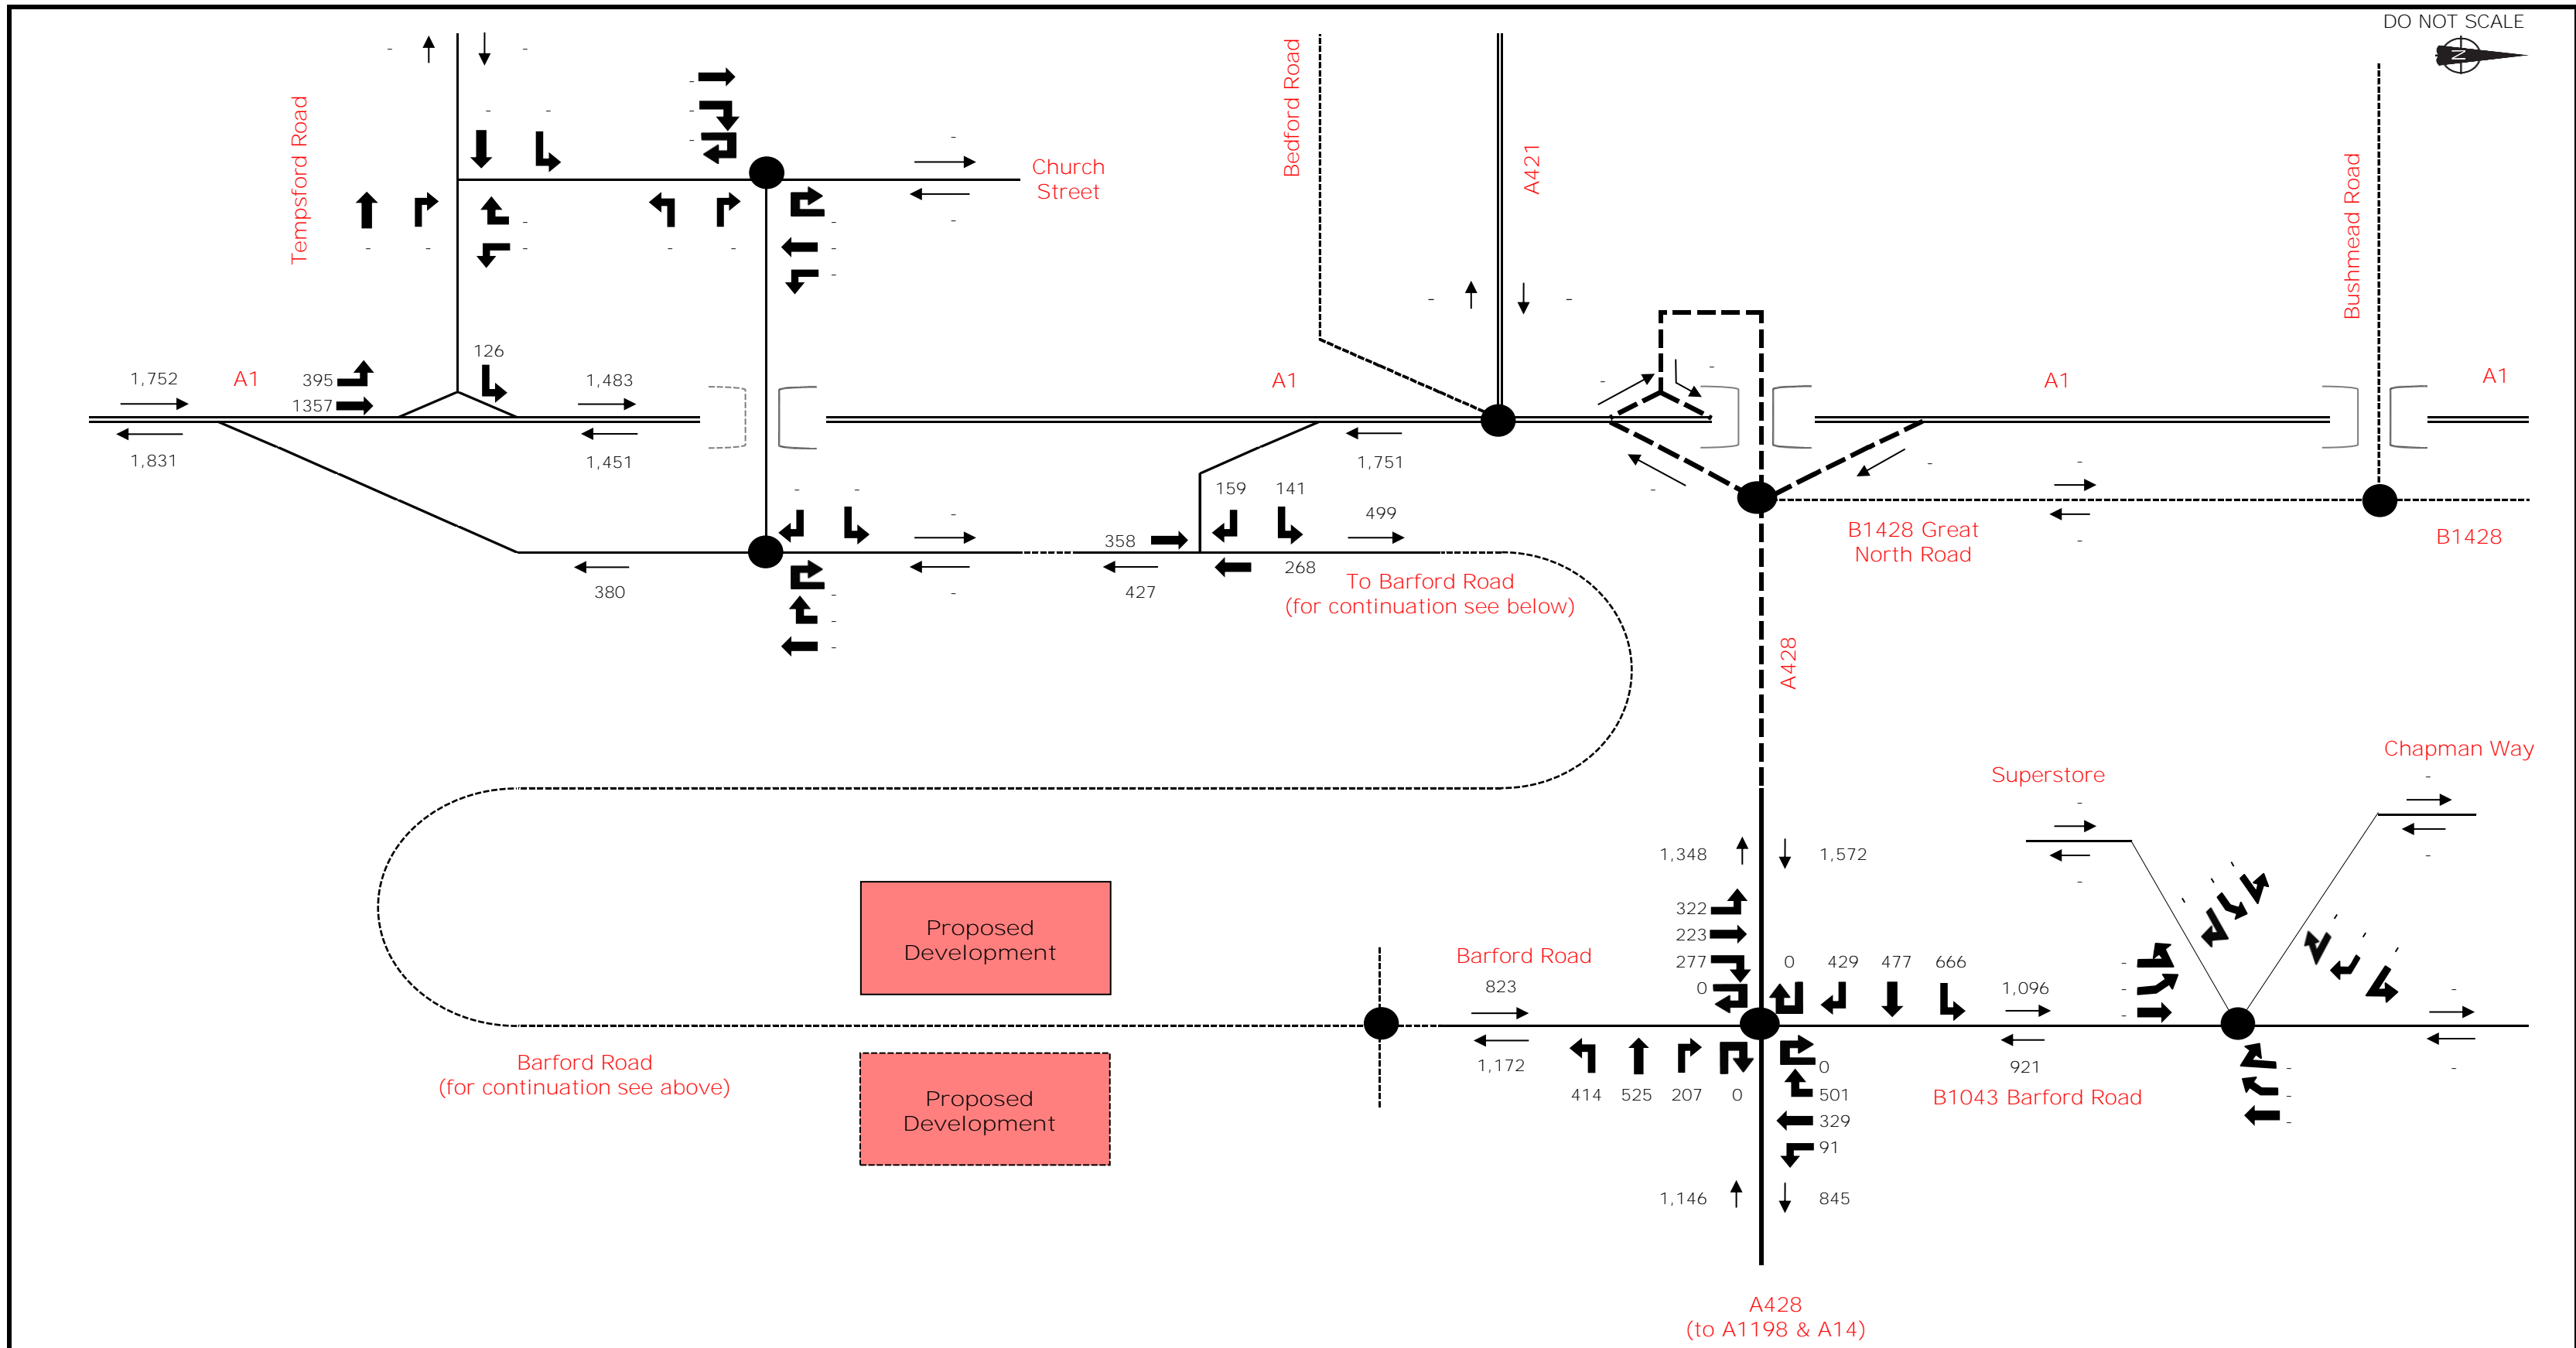 DO NOT SCALE
N
Tempsford Road
Church
Street
Bedford Road
A421
Bushmead Road
126
1,752
A1
395
1357
1,483
A1
A1
A1
1,831
1,451
1,751
159
141
499
358
268
427
380
To Barford Road
(for continuation see below)
B1428 Great
North Road
B1428
A428
Chapman Way
Superstore
1,348
1,572
322
223
277
0
0
429
477
666
Proposed
Development
Barford Road
823
1,096
1,172
921
414
525
207
0
0
501
329
91
B1043 Barford Road
Barford Road
(for continuation see above)
Proposed
Development
1,146
845
A428
(to A1198 & A14)